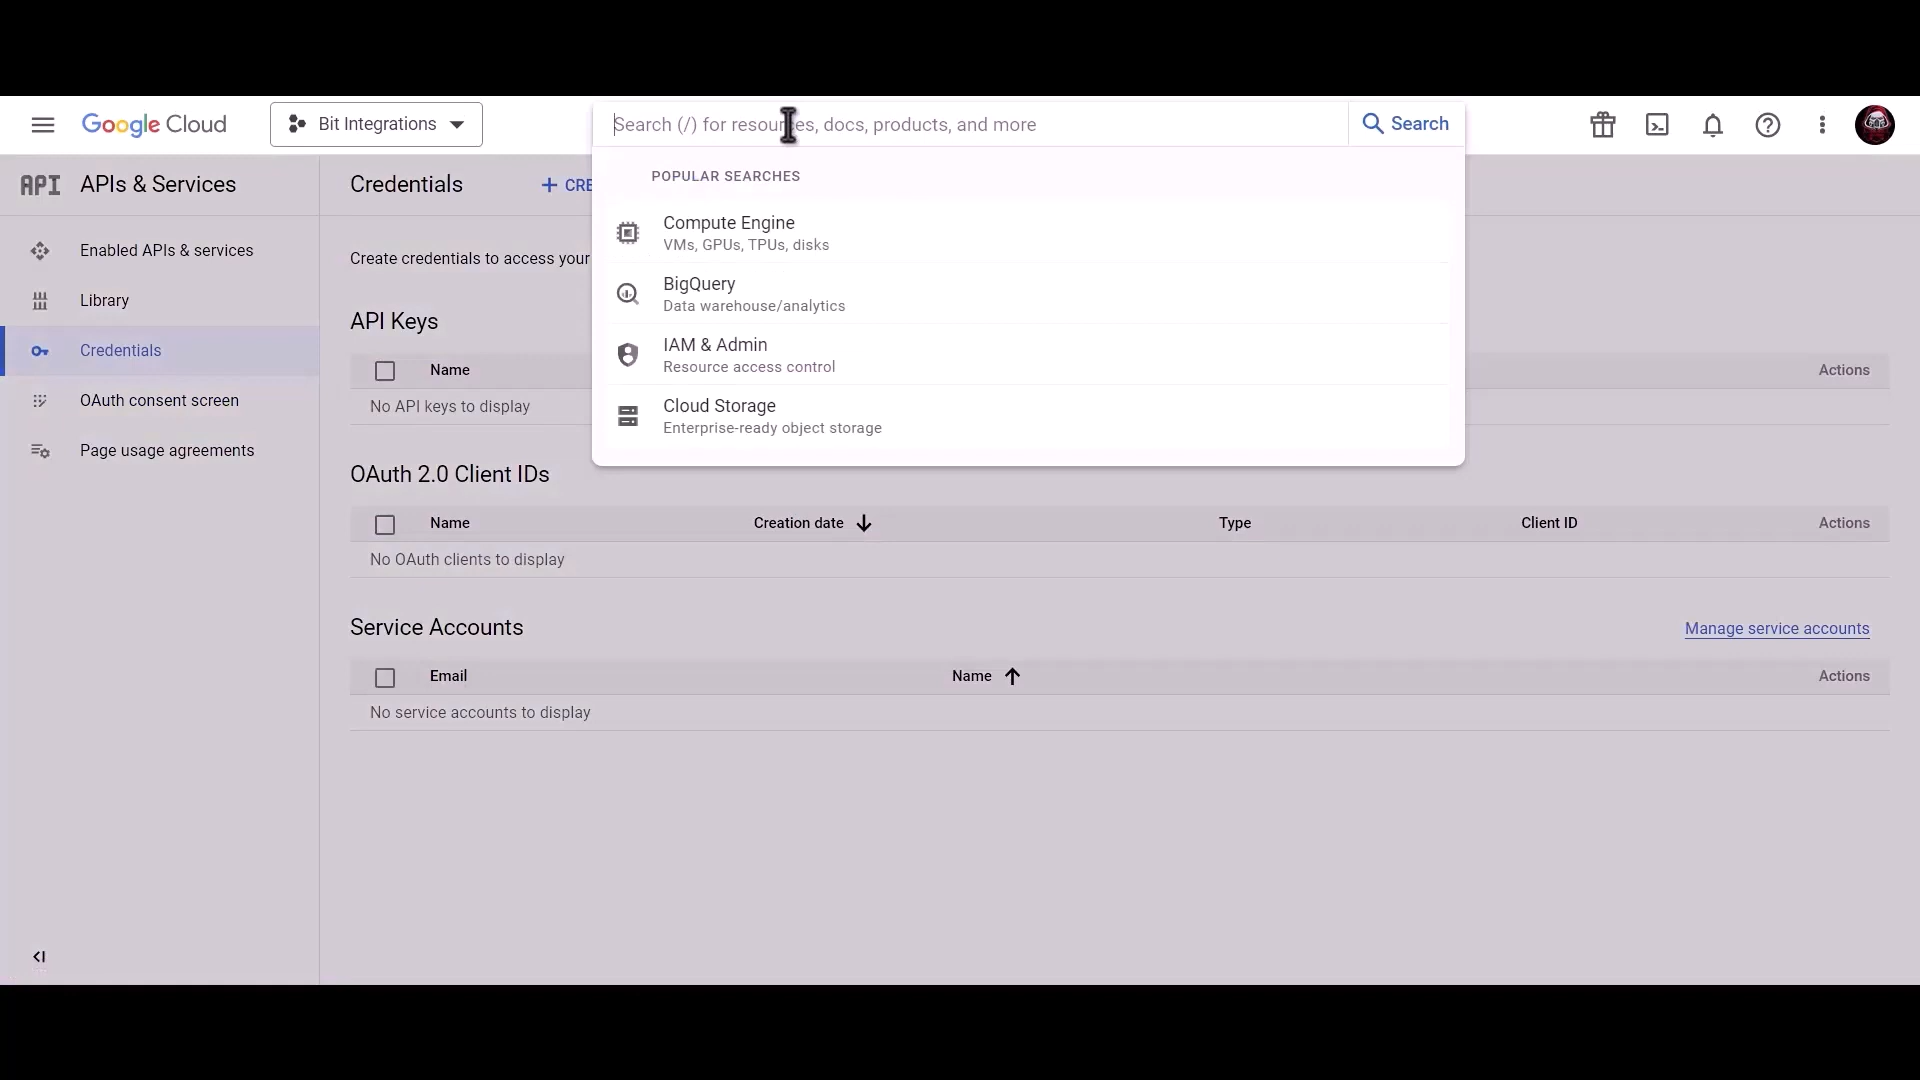 Google Cloud
Bit Integrations
Search (/) for resources, docs, products, and more
Search
API
APIs & Services
Credentials
+ CRE
POPULAR SEARCHES
Compute Engine
VMs, GPUs, TPUs, disks
BigQuery
Data warehouse/analytics
IAM & Admin
Resource access control
Cloud Storage
Enterprise-ready object storage
Enabled APIs & services
Library
Credentials
OAuth consent screen
Page usage agreements
Create credentials to access your
API Keys
Name
Actions
No API keys to display
OAuth 2.0 Client IDs
Name Creation date Type Client ID Actions
No OAuth clients to display
Service Accounts
Manage service accounts
Email Name Actions
No service accounts to display